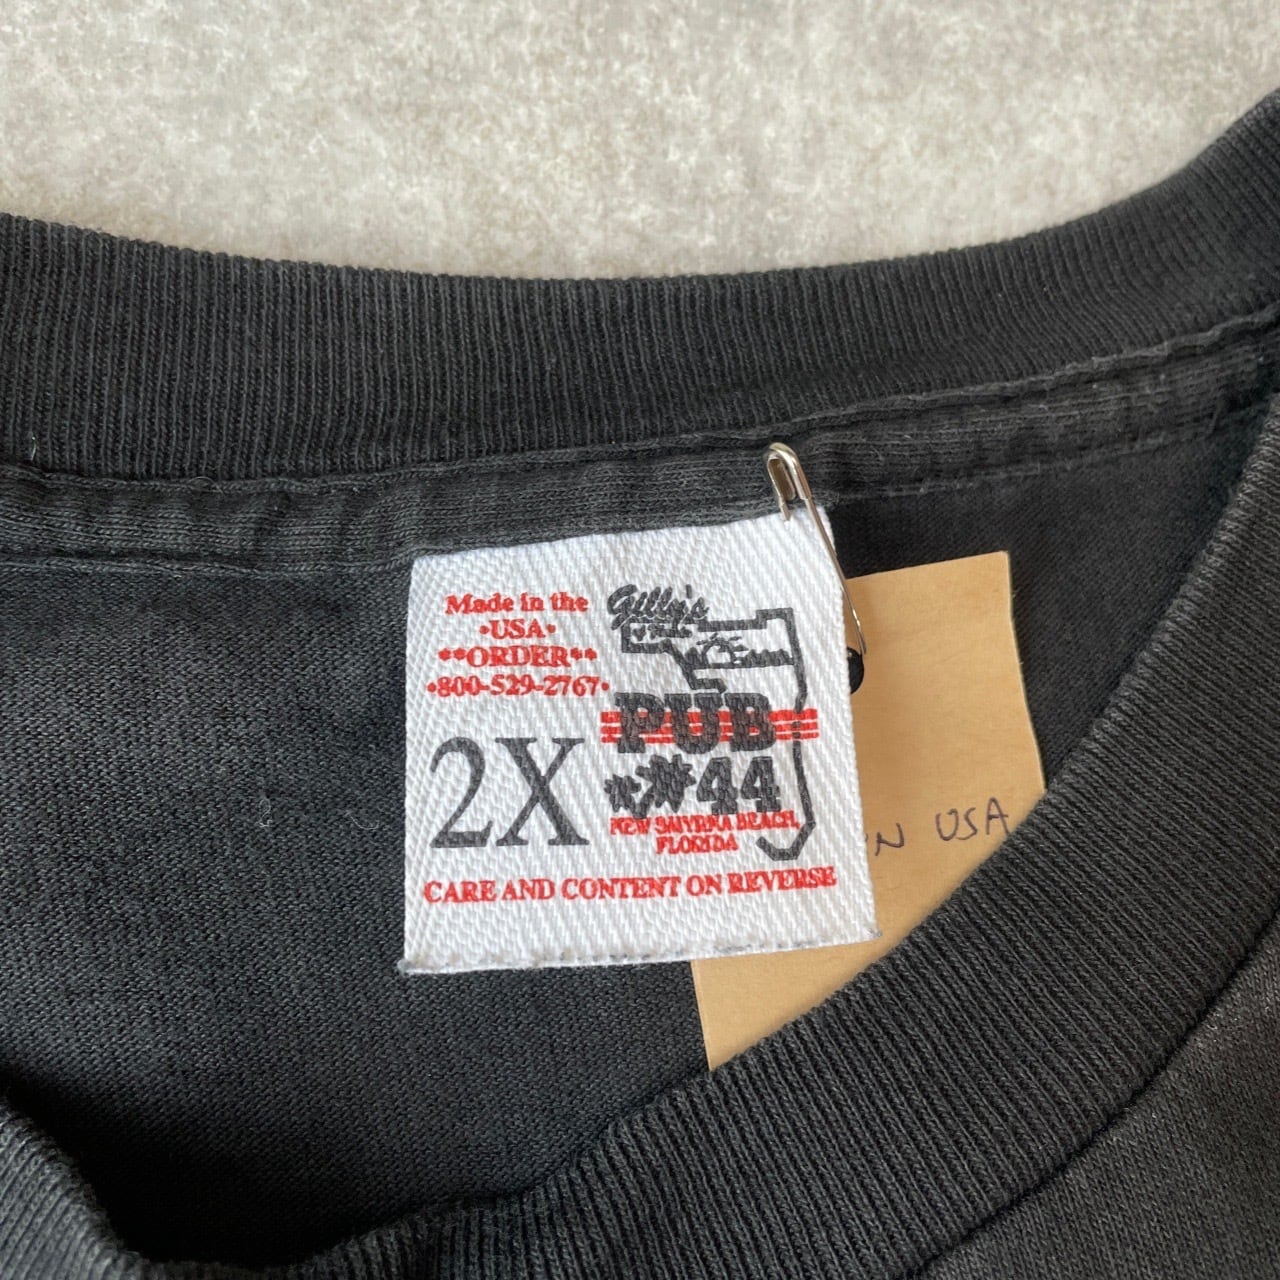 Made in the
•USA•
**ORDER**
•800-529-2767•
2X
Gilly's
PUB
#44
NEW SMYRNA BEACH,
FLORIDA
CARE AND CONTENT ON REVERSE
N USA